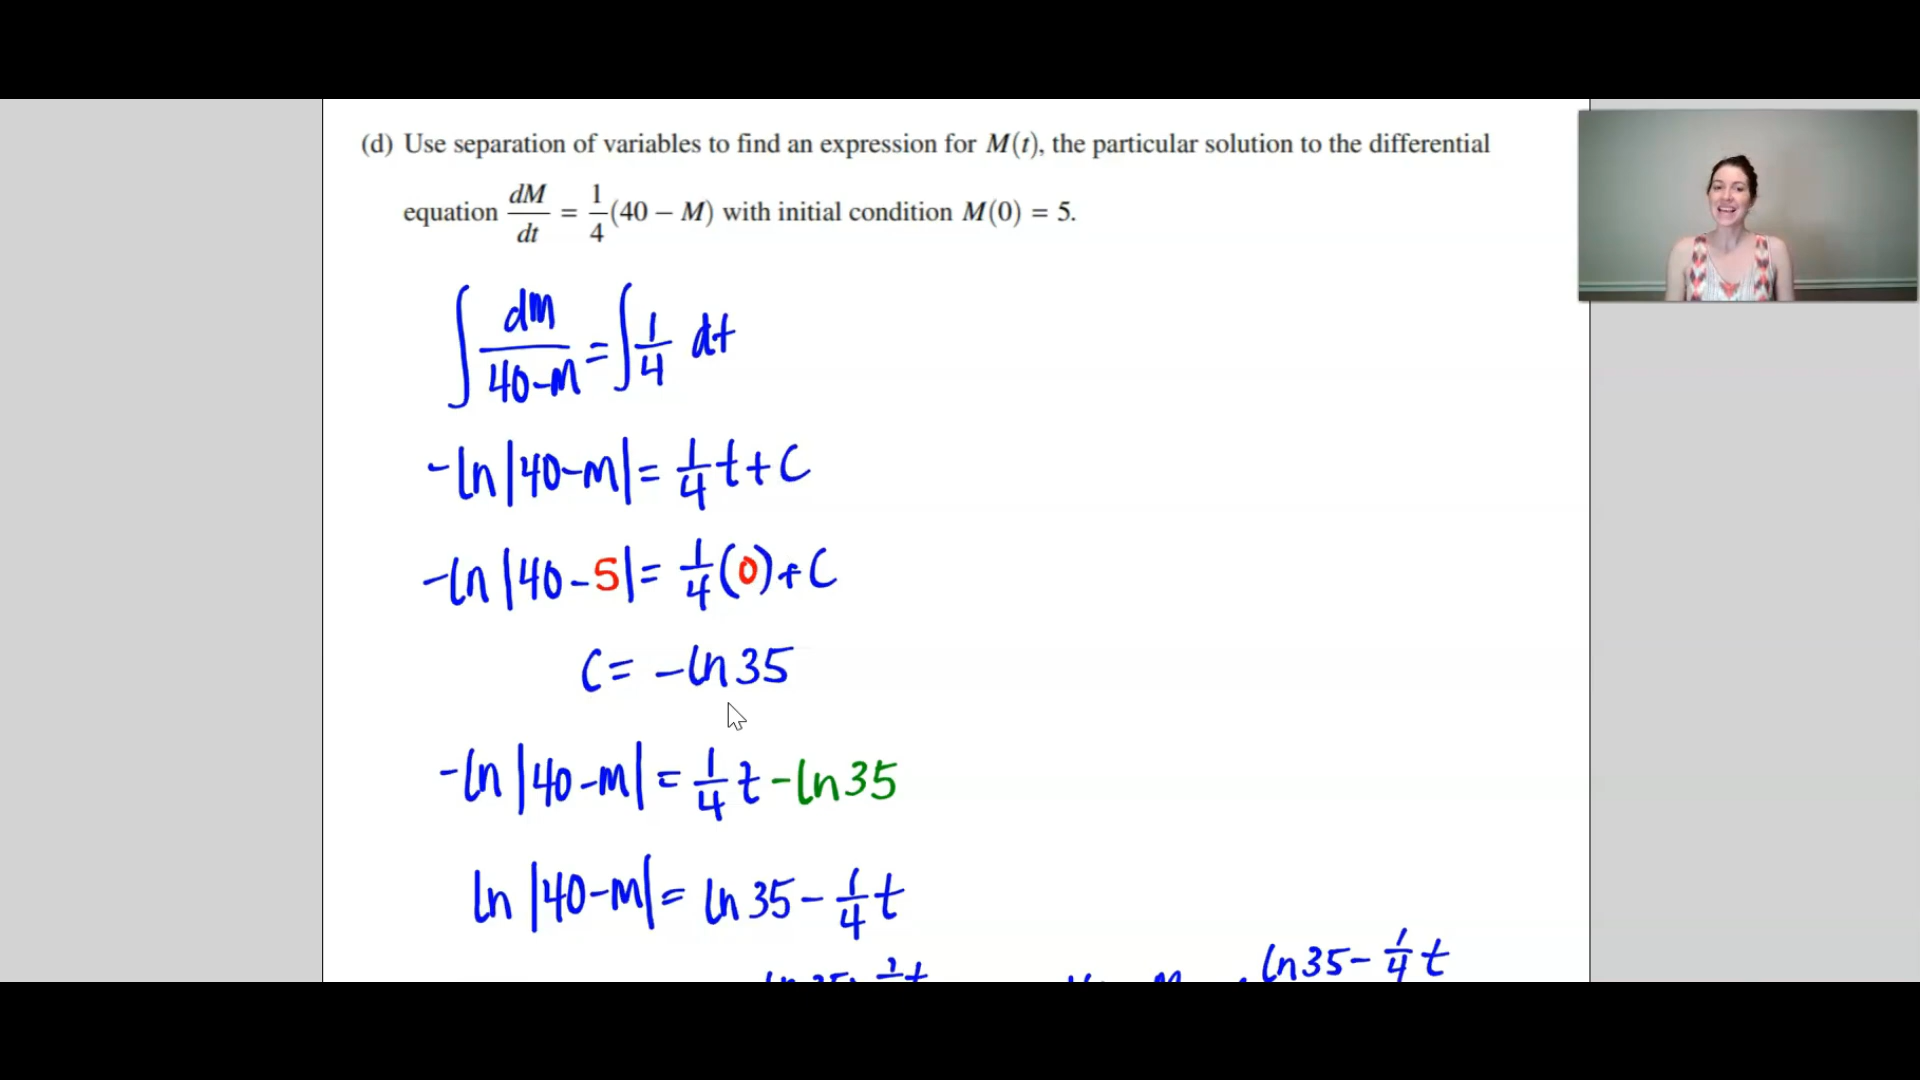 (d) Use separation of variables to find an expression for M(t), the particular solution to the differential
equation dM/dt = 1/4(40 − M) with initial condition M(0) = 5.
∫ dM/(40-M) = ∫ 1/4 dt
-ln|40-M| = 1/4 t + C
-ln|40-5| = 1/4(0) + C
C = -ln35
-ln|40-M| = 1/4 t - ln35
ln|40-M| = ln35 - 1/4 t
ln35 - 1/4 t